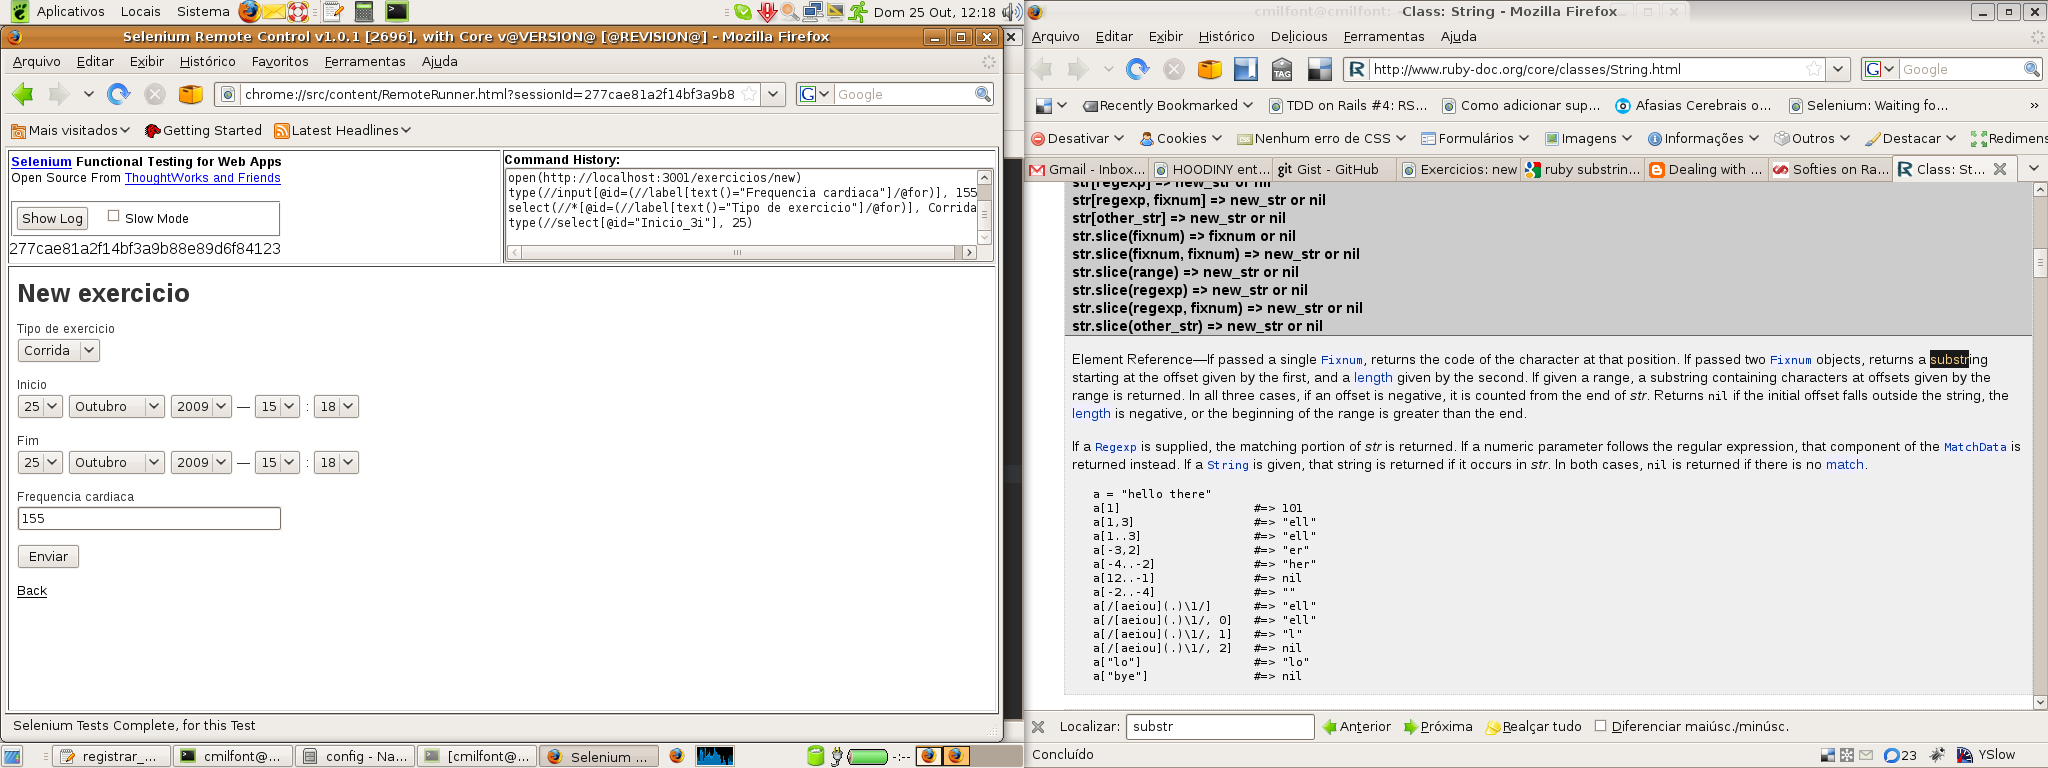 Aplicativos Locais Sistema Dom 25 Out, 12:18
Selenium Remote Control v1.0.1 [2696], with Core v@VERSION@ [@REVISION@] - Mozilla Firefox
Arquivo Editar Exibir Histórico Favoritos Ferramentas Ajuda
chrome://src/content/RemoteRunner.html?sessionId=277cae81a2f14bf3a9b8 G Google
Mais visitados Getting Started Latest Headlines
Selenium Functional Testing for Web Apps
Open Source From ThoughtWorks and Friends
Show Log Slow Mode
277cae81a2f14bf3a9b88e89d6f84123
Command History:
open(http://localhost:3001/exercicios/new)
type(//input[@id=(//label[text()="Frequencia cardiaca"]/@for)], 155
select(//*[@id=(//label[text()="Tipo de exercicio"]/@for)], Corrida
type(//select[@id="Inicio_3i"], 25)
New exercicio
Tipo de exercicio
Corrida
Inicio
25 Outubro 2009 — 15 : 18
Fim
25 Outubro 2009 — 15 : 18
Frequencia cardiaca
155
Enviar
Back
Selenium Tests Complete, for this Test
registrar_... cmilfont@... config - Na... [cmilfont@... Selenium ... -:--
cmilfont@cmilfont: Class: String - Mozilla Firefox
Arquivo Editar Exibir Histórico Delicious Ferramentas Ajuda
TAG R http://www.ruby-doc.org/core/classes/String.html G Google
Recently Bookmarked TDD on Rails #4: RS... Como adicionar sup... Afasias Cerebrais o... Selenium: Waiting fo... »
Desativar Cookies Nenhum erro de CSS Formulários Imagens Informações Outros Destacar Redimens
Gmail - Inbox... HOODINY ent... git Gist - GitHub Exercicios: new ruby substrin... Dealing with ... Softies on Ra... R Class: St...
str[regexp] => new_str or nil
str[regexp, fixnum] => new_str or nil
str[other_str] => new_str or nil
str.slice(fixnum) => fixnum or nil
str.slice(fixnum, fixnum) => new_str or nil
str.slice(range) => new_str or nil
str.slice(regexp) => new_str or nil
str.slice(regexp, fixnum) => new_str or nil
str.slice(other_str) => new_str or nil
Element Reference—If passed a single Fixnum, returns the code of the character at that position. If passed two Fixnum objects, returns a substring
starting at the offset given by the first, and a length given by the second. If given a range, a substring containing characters at offsets given by the
range is returned. In all three cases, if an offset is negative, it is counted from the end of str. Returns nil if the initial offset falls outside the string, the
length is negative, or the beginning of the range is greater than the end.
If a Regexp is supplied, the matching portion of str is returned. If a numeric parameter follows the regular expression, that component of the MatchData is
returned instead. If a String is given, that string is returned if it occurs in str. In both cases, nil is returned if there is no match.
a = "hello there"
a[1] #=> 101
a[1,3] #=> "ell"
a[1..3] #=> "ell"
a[-3,2] #=> "er"
a[-4..-2] #=> "her"
a[12..-1] #=> nil
a[-2..-4] #=> ""
a[/[aeiou](.)\1/] #=> "ell"
a[/[aeiou](.)\1/, 0] #=> "ell"
a[/[aeiou](.)\1/, 1] #=> "l"
a[/[aeiou](.)\1/, 2] #=> nil
a["lo"] #=> "lo"
a["bye"] #=> nil
Localizar: substr Anterior Próxima Realçar tudo Diferenciar maiúsc./minúsc.
Concluído 23 YSlow